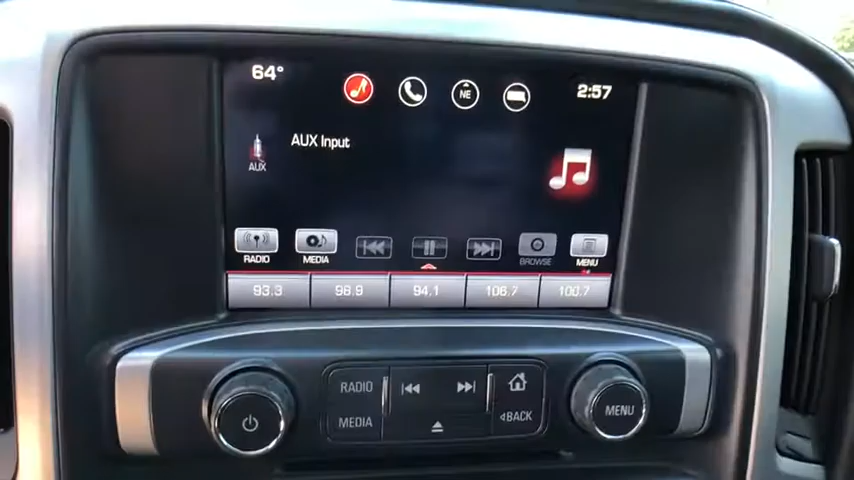 64°
NE
2:57
AUX Input
AUX
RADIO
MEDIA
BROWSE
MENU
93.3
98.9
94.1
106.7
100.7
RADIO
MEDIA
BACK
MENU